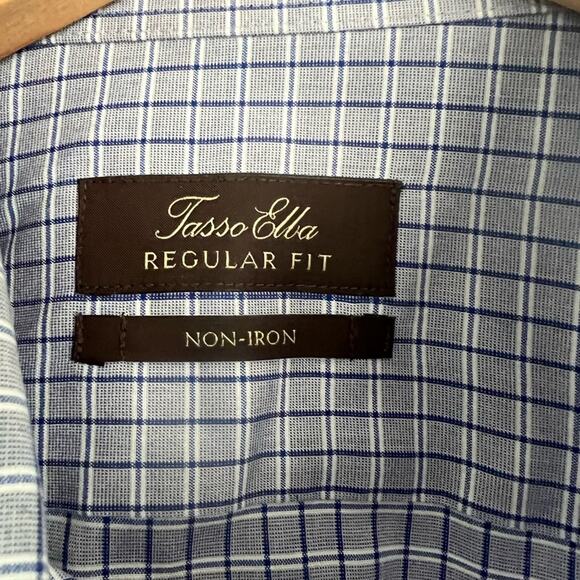 Tasso Elba
REGULAR FIT
NON-IRON